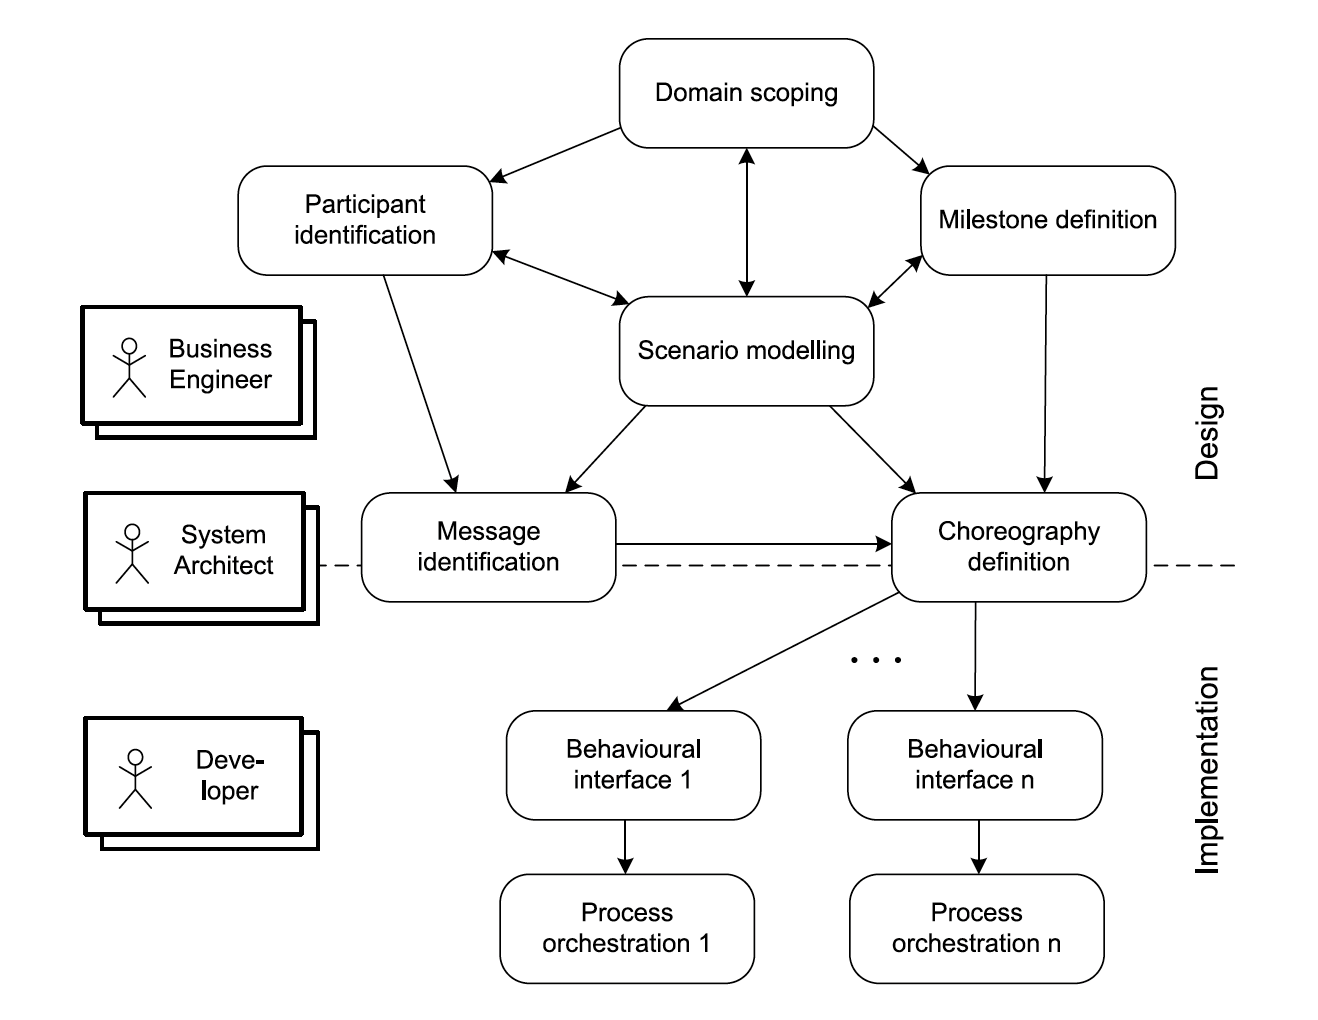 Domain scoping
Participant
identification
Milestone definition
Scenario modelling
Business
Engineer
Design
System
Architect
Message
identification
Choreography
definition
. . .
Implementation
Deve-
loper
Behavioural
interface 1
Behavioural
interface n
Process
orchestration 1
Process
orchestration n